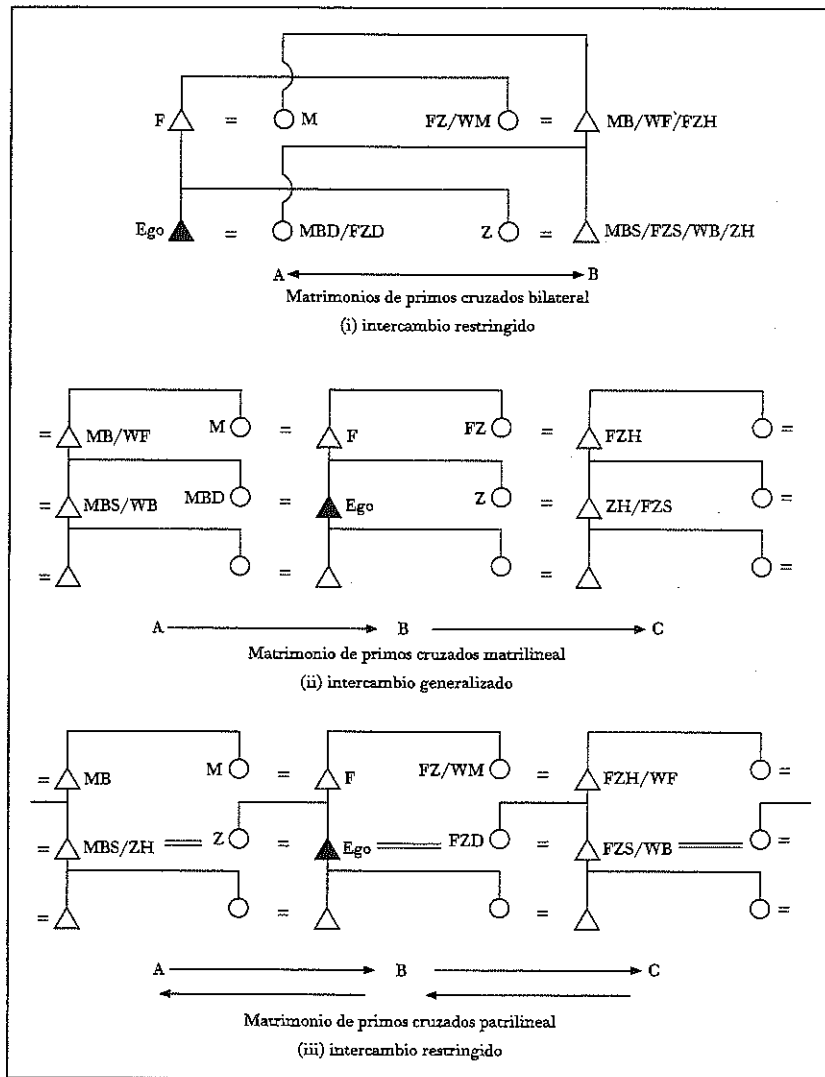 F = M FZ/WM = MB/WF/FZH
Ego = MBD/FZD Z = MBS/FZS/WB/ZH
A B
Matrimonios de primos cruzados bilateral
(i) intercambio restringido
= MB/WF M = F FZ = FZH =
= MBS/WB MBD = Ego Z = ZH/FZS =
= = = =
A B C
Matrimonio de primos cruzados matrilineal
(ii) intercambio generalizado
= MB M = F FZ/WM = FZH/WF =
= MBS/ZH Z = Ego FZD = FZS/WB =
= = = =
A B C
Matrimonio de primos cruzados patrilineal
(iii) intercambio restringido